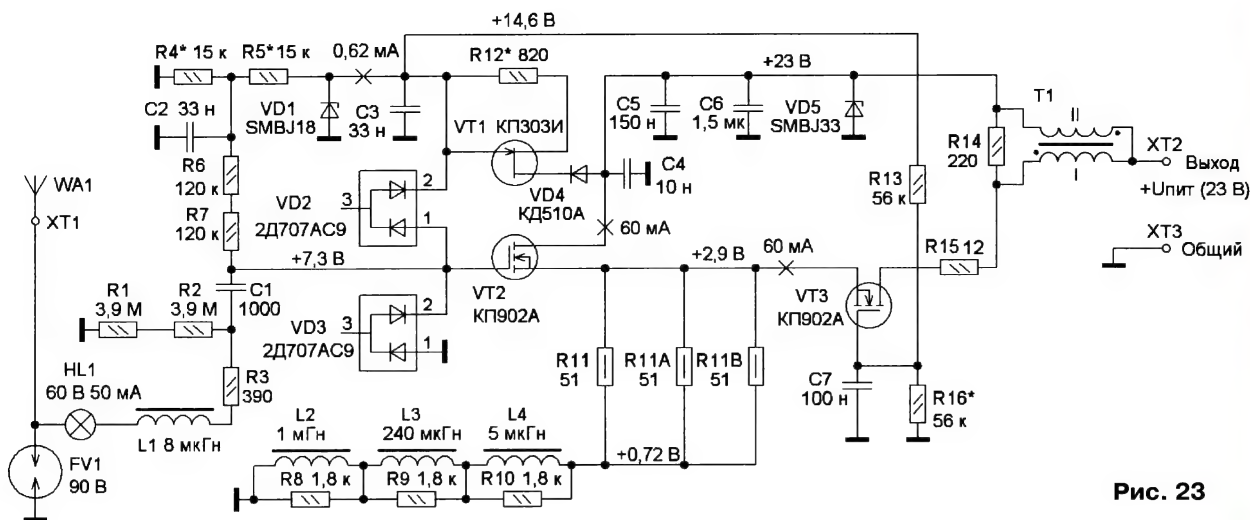 +14,6 В
R4* 15 к
R5* 15 к
0,62 мА
R12* 820
+23 В
C2 33 н
VD1
SMBJ18
C3
33 н
VT1 КП303И
C5
150 н
C6
1,5 мк
VD5
SMBJ33
T1
II
I
R14
220
XT2
Выход
+Uпит (23 В)
XT3
Общий
WA1
XT1
R6
120 к
R7
120 к
VD2
2Д707АС9
3
2
1
VD4
КД510А
C4
10 н
60 мА
R13
56 к
+7,3 В
+2,9 В
60 мА
R15 12
R1
3,9 М
R2
3,9 М
C1
1000
VD3
2Д707АС9
3
2
1
VT2
КП902А
VT3
КП902А
HL1
60 В 50 мА
R3
390
R11
51
R11A
51
R11B
51
C7
100 н
R16*
56 к
L1 8 мкГн
L2
1 мГн
L3
240 мкГн
L4
5 мкГн
+0,72 В
FV1
90 В
R8 1,8 к
R9 1,8 к
R10 1,8 к
Рис. 23